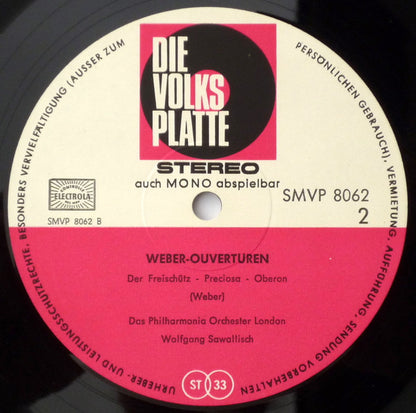 DIE
VOLKS
PLATTE
STEREO
auch MONO abspielbar
ELECTROLA
SMVP 8062 B
SMVP 8062
2
WEBER-OUVERTUREN
Der Freischütz - Preciosa - Oberon
(Weber)
Das Philharmonia Orchester London
Wolfgang Sawallisch
ST 33
URHEBER- UND LEISTUNGSSCHUTZRECHTE, BESONDERS VERVIELFÄLTIGUNG (AUSSER ZUM PERSÖNLICHEN GEBRAUCH), VERMIETUNG, AUFFÜHRUNG, SENDUNG VORBEHALTEN